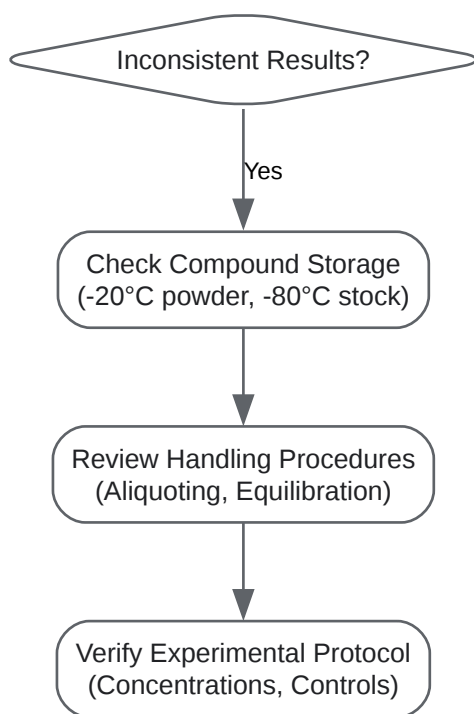 Inconsistent Results?
Yes
Check Compound Storage
(-20°C powder, -80°C stock)
Review Handling Procedures
(Aliquoting, Equilibration)
Verify Experimental Protocol
(Concentrations, Controls)